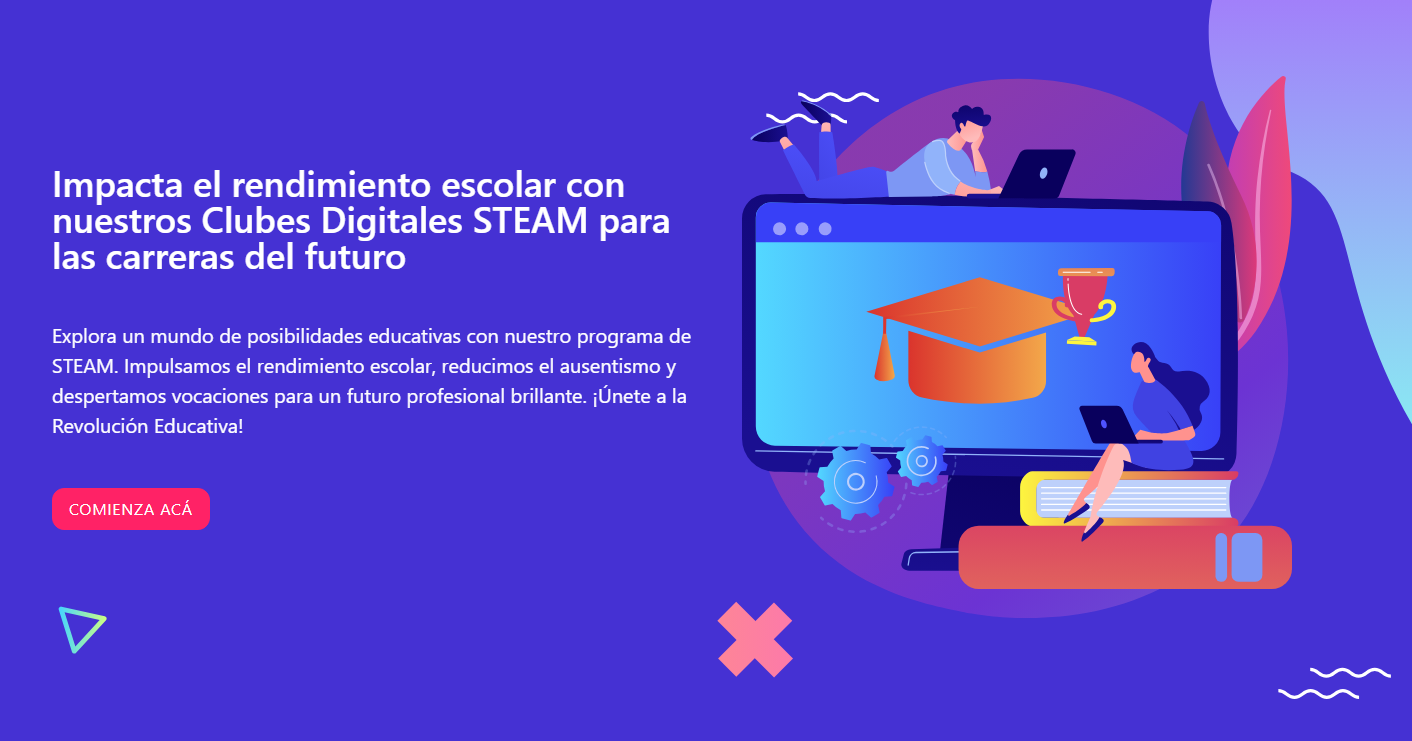 Impacta el rendimiento escolar con
nuestros Clubes Digitales STEAM para
las carreras del futuro
Explora un mundo de posibilidades educativas con nuestro programa de
STEAM. Impulsamos el rendimiento escolar, reducimos el ausentismo y
despertamos vocaciones para un futuro profesional brillante. ¡Únete a la
Revolución Educativa!
COMIENZA ACÁ